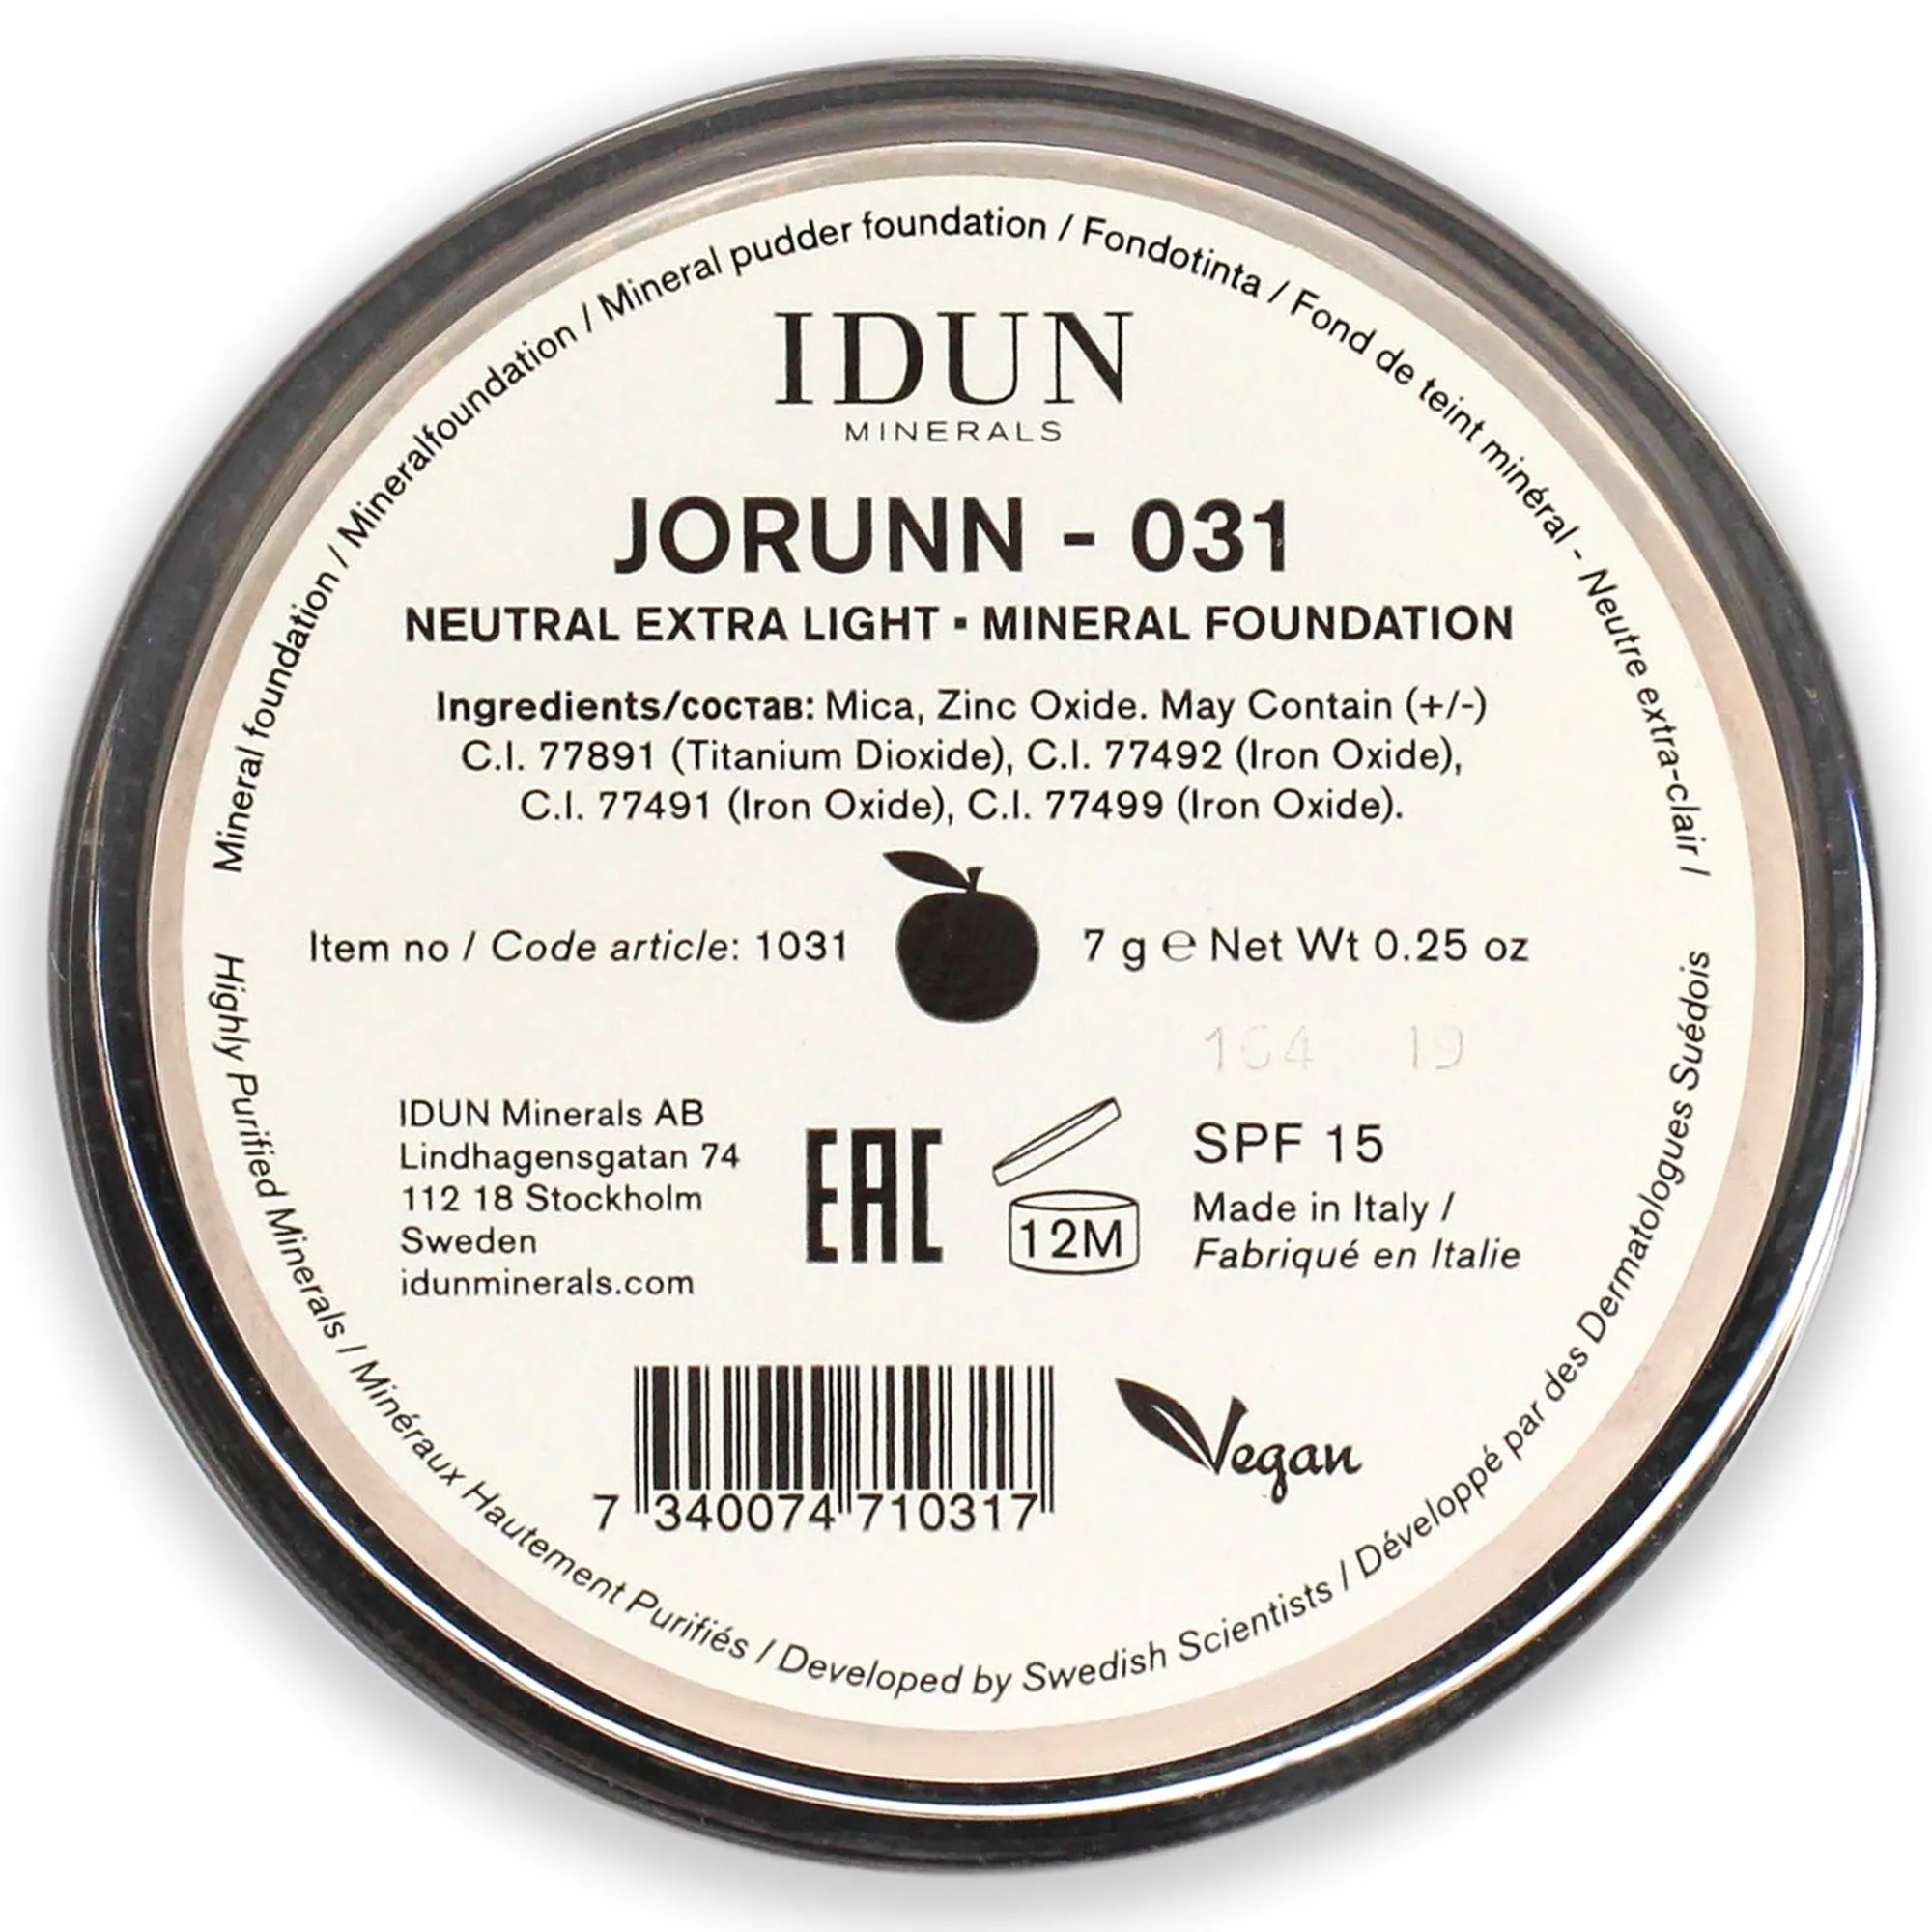 Mineral foundation / Mineralfoundation / Mineral pudder foundation / Fondotinta / Fond de teint minéral - Neutre extra-clair /
IDUN
MINERALS
JORUNN - 031
NEUTRAL EXTRA LIGHT ▪ MINERAL FOUNDATION
Ingredients/состав: Mica, Zinc Oxide. May Contain (+/-)
C.I. 77891 (Titanium Dioxide), C.I. 77492 (Iron Oxide),
C.I. 77491 (Iron Oxide), C.I. 77499 (Iron Oxide).
Item no / Code article: 1031
7 g ℮ Net Wt 0.25 oz
19
IDUN Minerals AB
Lindhagensgatan 74
112 18 Stockholm
Sweden
idunminerals.com
EAC
12M
SPF 15
Made in Italy /
Fabriqué en Italie
7 340074 710317
Vegan
Highly Purified Minerals / Minéraux Hautement Purifiés / Developed by Swedish Scientists / Développé par des Dermatologues Suédois